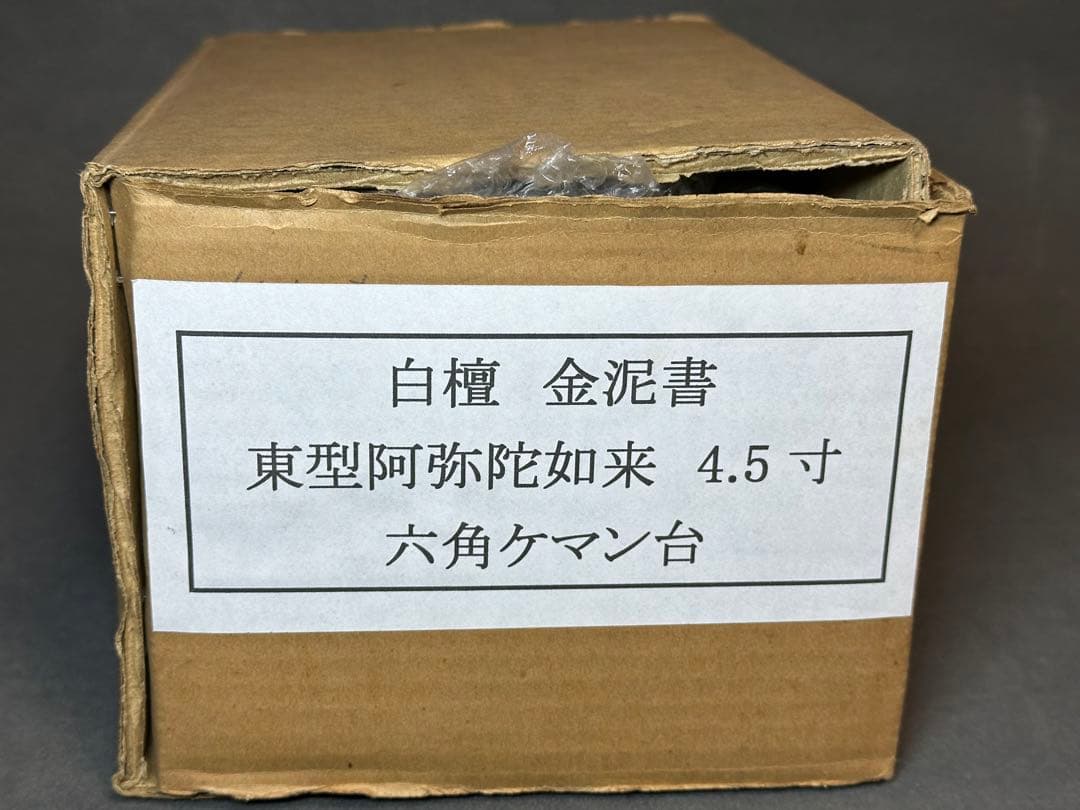 白檀　金泥書
東型阿弥陀如来　4.5寸
六角ケマン台